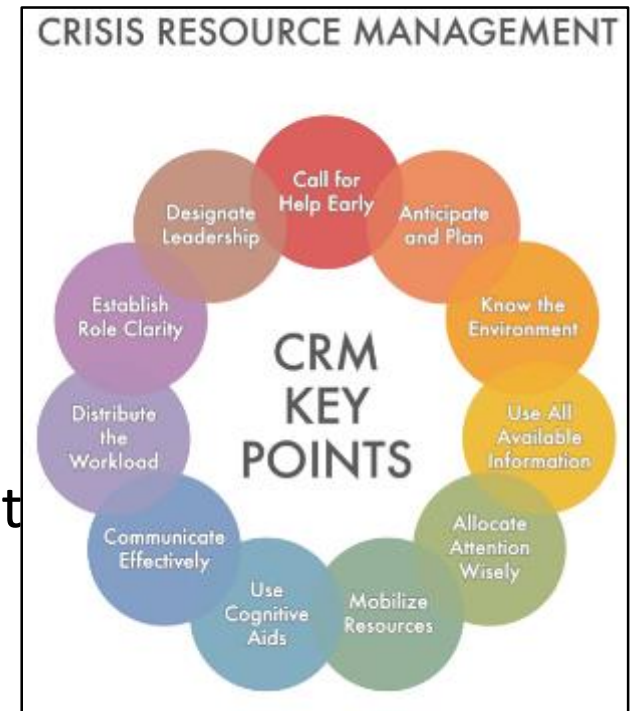 CRISIS RESOURCE MANAGEMENT
Call for
Help Early
Anticipate
and Plan
Know the
Environment
Use All
Available
Information
Allocate
Attention
Wisely
Mobilize
Resources
Use
Cognitive
Aids
Communicate
Effectively
Distribute
the
Workload
Establish
Role Clarity
Designate
Leadership
CRM
KEY
POINTS
t